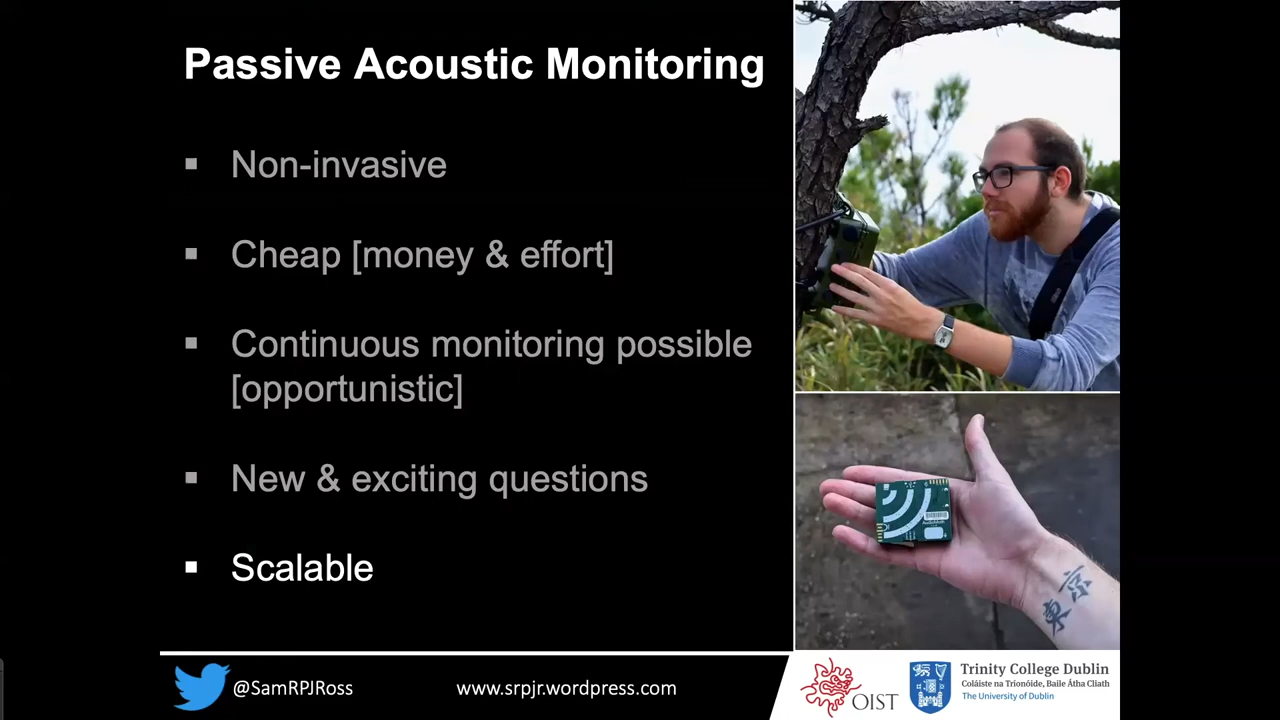 Passive Acoustic Monitoring
▪ Non-invasive
▪ Cheap [money & effort]
▪ Continuous monitoring possible
[opportunistic]
▪ New & exciting questions
▪ Scalable
東京
@SamRPJRoss
www.srpjr.wordpress.com
OIST
Trinity College Dublin
Coláiste na Tríonóide, Baile Átha Cliath
The University of Dublin